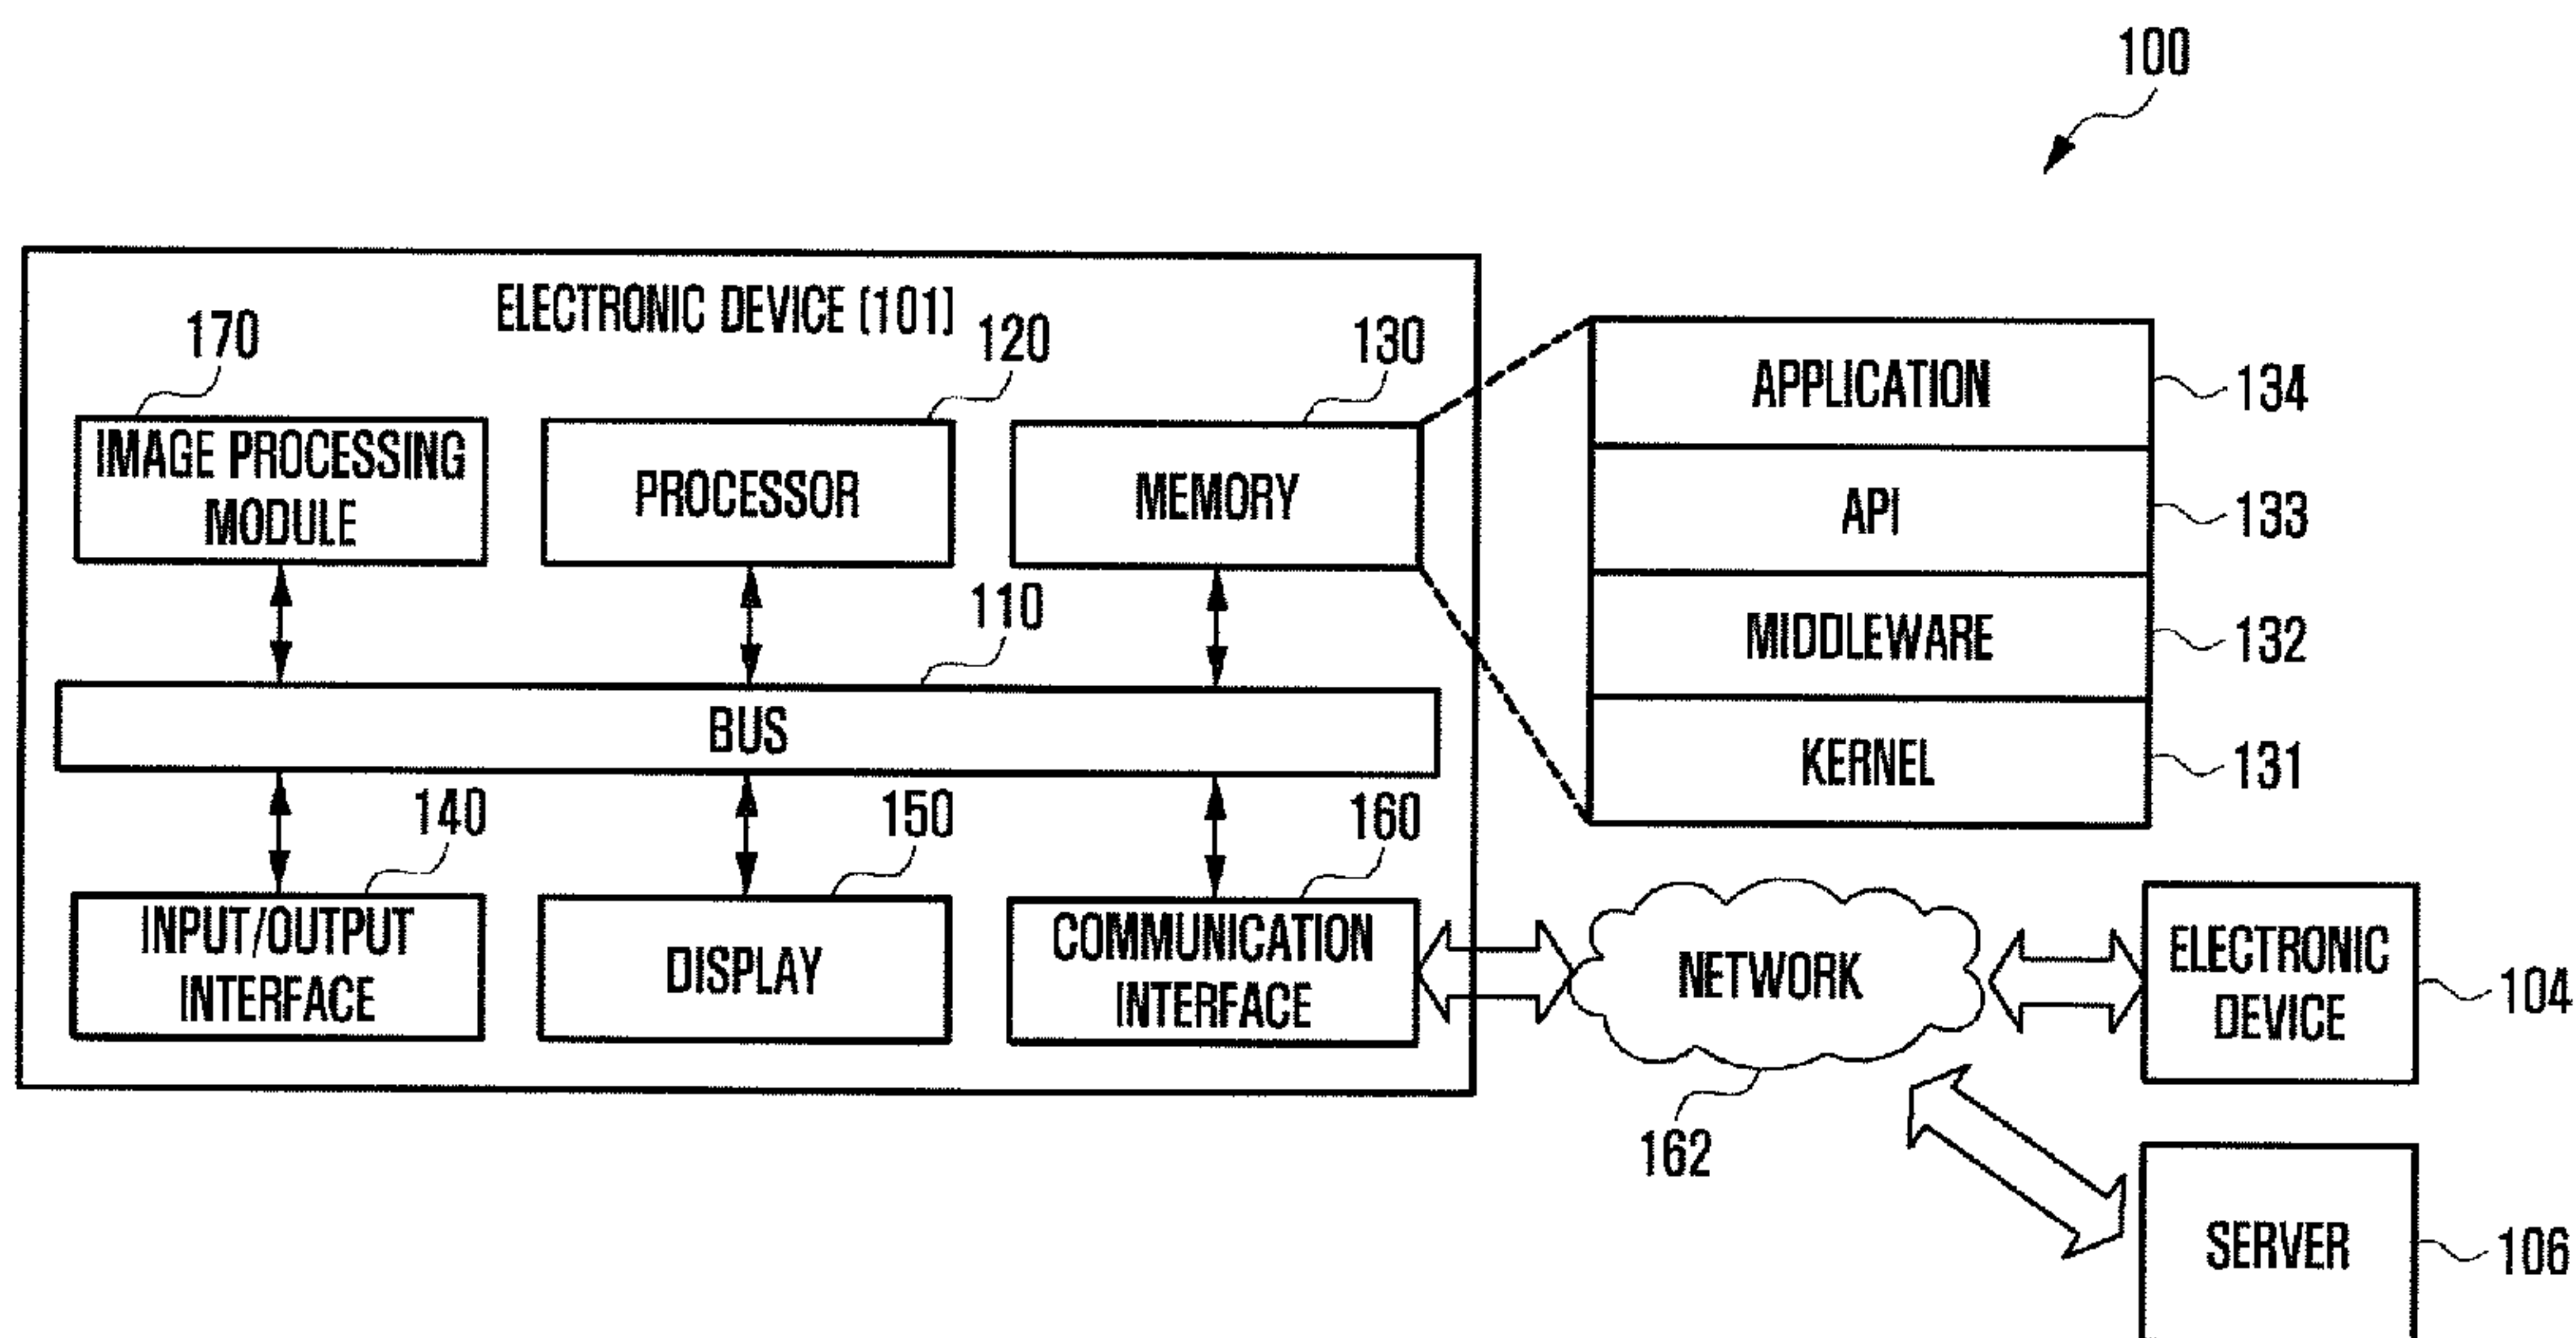 100
ELECTRONIC DEVICE [101]
170
120
130
IMAGE PROCESSING
MODULE
PROCESSOR
MEMORY
110
BUS
140
150
160
INPUT/OUTPUT
INTERFACE
DISPLAY
COMMUNICATION
INTERFACE
APPLICATION
134
API
133
MIDDLEWARE
132
KERNEL
131
NETWORK
162
ELECTRONIC
DEVICE
104
SERVER
106